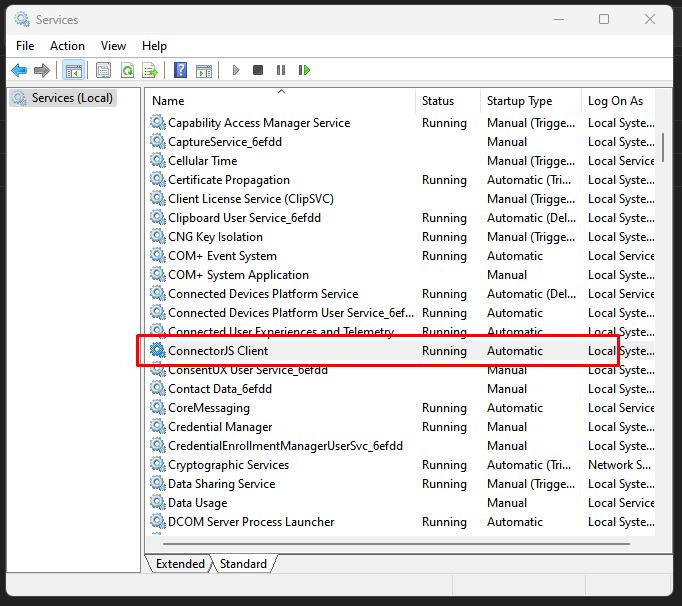 Services
File Action View Help
Services (Local)
Name Status Startup Type Log On As
Capability Access Manager Service Running Manual (Trigge... Local Syste...
CaptureService_6efdd Manual Local Syste...
Cellular Time Manual (Trigge... Local Service
Certificate Propagation Running Automatic (Tri... Local Syste...
Client License Service (ClipSVC) Manual (Trigge... Local Syste...
Clipboard User Service_6efdd Running Automatic (Del... Local Syste...
CNG Key Isolation Running Manual (Trigge... Local Syste...
COM+ Event System Running Automatic Local Service
COM+ System Application Manual Local Syste...
Connected Devices Platform Service Running Automatic (Del... Local Service
Connected Devices Platform User Service_6ef... Running Automatic Local Syste...
Connected User Experiences and Telemetry Running Automatic Local Syste...
ConnectorJS Client Running Automatic Local Syste...
ConsentUX User Service_6efdd Manual Local Syste...
Contact Data_6efdd Manual Local Syste...
CoreMessaging Running Automatic Local Service
Credential Manager Running Manual Local Syste...
CredentialEnrollmentManagerUserSvc_6efdd Manual Local Syste...
Cryptographic Services Running Automatic (Tri... Network S...
Data Sharing Service Running Manual (Trigge... Local Syste...
Data Usage Manual Local Service
DCOM Server Process Launcher Running Automatic Local Syste...
Extended Standard